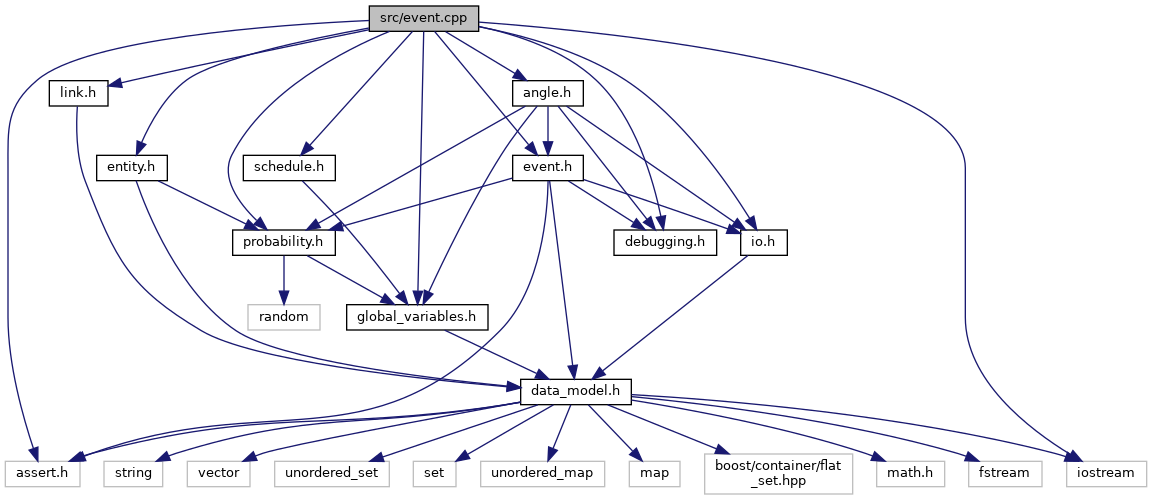 src/event.cpp
link.h
angle.h
entity.h
schedule.h
event.h
probability.h
debugging.h
io.h
random
global_variables.h
data_model.h
assert.h
string
vector
unordered_set
set
unordered_map
map
boost/container/flat
_set.hpp
math.h
fstream
iostream